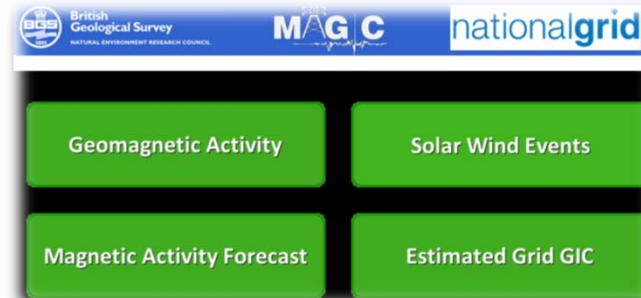 British
Geological Survey
NATURAL ENVIRONMENT RESEARCH COUNCIL
BGS
MAGIC
nationalgrid
Geomagnetic Activity
Solar Wind Events
Magnetic Activity Forecast
Estimated Grid GIC